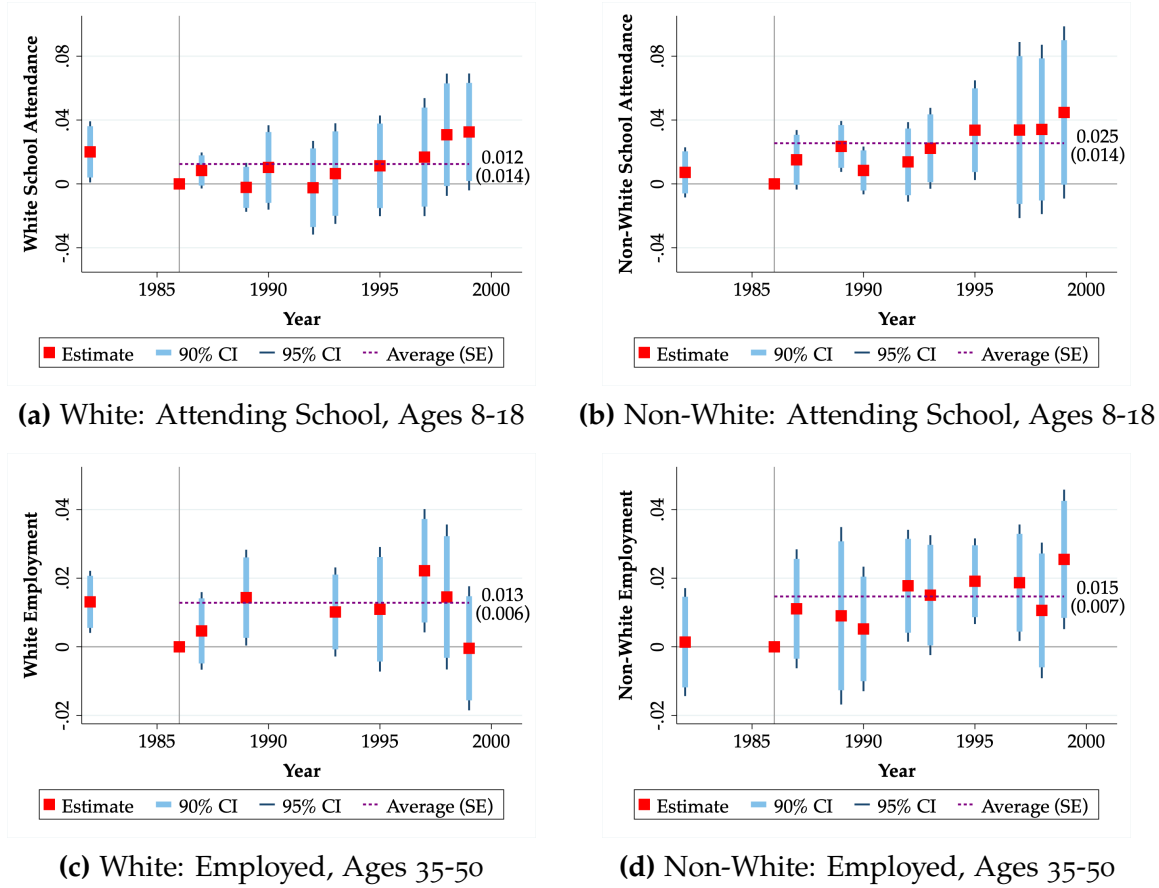 White School Attendance
.08
.04
0
-.04
0.012
(0.014)
1985 1990 1995 2000
Year
Estimate 90% CI 95% CI Average (SE)
(a) White: Attending School, Ages 8-18
Non-White School Attendance
.08
.04
0
-.04
0.025
(0.014)
1985 1990 1995 2000
Year
Estimate 90% CI 95% CI Average (SE)
(b) Non-White: Attending School, Ages 8-18
White Employment
.04
.02
0
-.02
0.013
(0.006)
1985 1990 1995 2000
Year
Estimate 90% CI 95% CI Average (SE)
(c) White: Employed, Ages 35-50
Non-White Employment
.04
.02
0
-.02
0.015
(0.007)
1985 1990 1995 2000
Year
Estimate 90% CI 95% CI Average (SE)
(d) Non-White: Employed, Ages 35-50